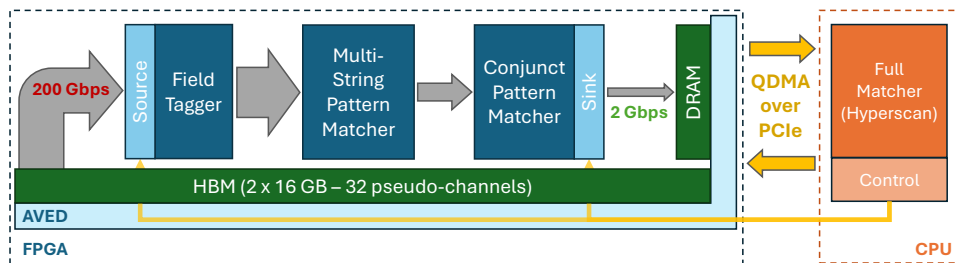 200 Gbps
Source
Field
Tagger
Multi-
String
Pattern
Matcher
Conjunct
Pattern
Matcher
Sink
2 Gbps
DRAM
QDMA
over
PCIe
Full
Matcher
(Hyperscan)
Control
HBM (2 x 16 GB – 32 pseudo-channels)
AVED
FPGA
CPU